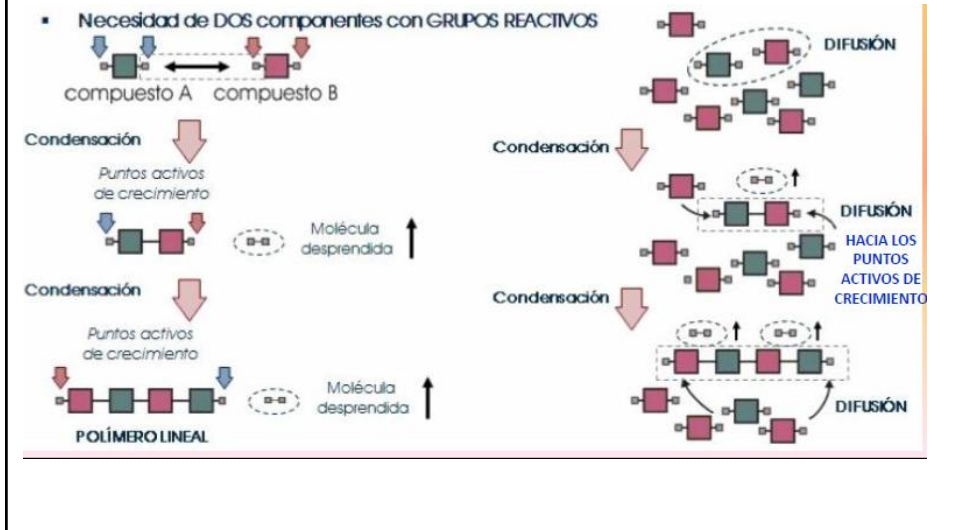 ▪ Necesidad de DOS componentes con GRUPOS REACTIVOS
compuesto A compuesto B
Condensación
Puntos activos
de crecimiento
Molécula
desprendida
Condensación
Puntos activos
de crecimiento
Molécula
desprendida
POLÍMERO LINEAL
DIFUSIÓN
Condensación
DIFUSIÓN
HACIA LOS
PUNTOS
ACTIVOS DE
CRECIMIENTO
Condensación
DIFUSIÓN